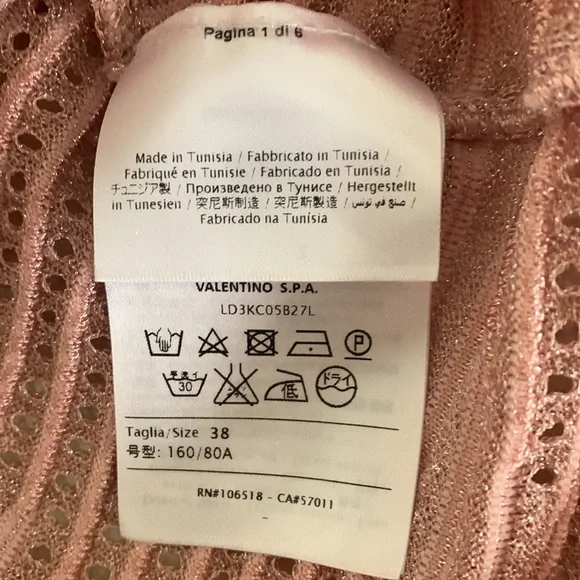 Pagina 1 di 6
Made in Tunisia / Fabbricato in Tunisia /
Fabriqué en Tunisie / Fabricado en Tunisia /
チュニジア製 / Произведено в Тунисе / Hergestellt
in Tunesien / 突尼斯制造 / 突尼斯製造 / صنع في تونس /
Fabricado na Tunísia
VALENTINO S.P.A.
LD3KC05B27L
P
手洗イ 30 低 ドライ
Taglia/Size 38
号型: 160/80A
RN#106518 - CA#57011